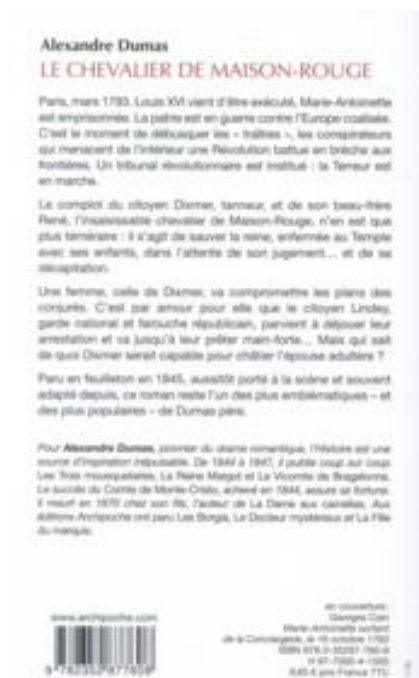 Alexandre Dumas
LE CHEVALIER DE MAISON-ROUGE
Paris, mars 1793. Louis XVI vient d'être exécuté, Marie-Antoinette
est emprisonnée. La patrie est en guerre contre l'Europe coalisée.
C'est le moment de débusquer les « traîtres », les conspirateurs
qui menacent de l'intérieur une Révolution battue en brèche aux
frontières. Un tribunal révolutionnaire est institué : la Terreur est
en marche.
Le complot du citoyen Dixmer, tanneur, et de son beau-frère
René, l'insaisissable chevalier de Maison-Rouge, n'en est que
plus téméraire : il s'agit de sauver la reine, enfermée au Temple
avec ses enfants, dans l'attente de son jugement... et de sa
décapitation.
Une femme, celle de Dixmer, va compromettre les plans des
conjurés. C'est par amour pour elle que le citoyen Lindey,
garde national et farouche républicain, parvient à déjouer leur
arrestation et va jusqu'à leur prêter main-forte... Mais qui sait
de quoi Dixmer serait capable pour châtier l'épouse adultère ?
Paru en feuilleton en 1845, aussitôt porté à la scène et souvent
adapté depuis, ce roman reste l'un des plus emblématiques – et
des plus populaires – de Dumas père.
Pour Alexandre Dumas, pionnier du drame romantique, l'histoire est une
source d'inspiration inépuisable. De 1844 à 1847, il publie coup sur coup
Les Trois mousquetaires, La Reine Margot et Le Vicomte de Bragelonne.
Le succès du Comte de Monte-Cristo, achevé en 1844, assure sa fortune.
Il meurt en 1870 chez son fils, l'auteur de La Dame aux camélias. Aux
éditions Archipoche ont paru Les Borgia, Le Docteur mystérieux et La Fille
du marquis.
www.archipoche.com
en couverture :
Georges Cain
Marie-Antoinette sortant
de la Conciergerie, le 16 octobre 1793
ISBN 978-2-35287-
France TTC